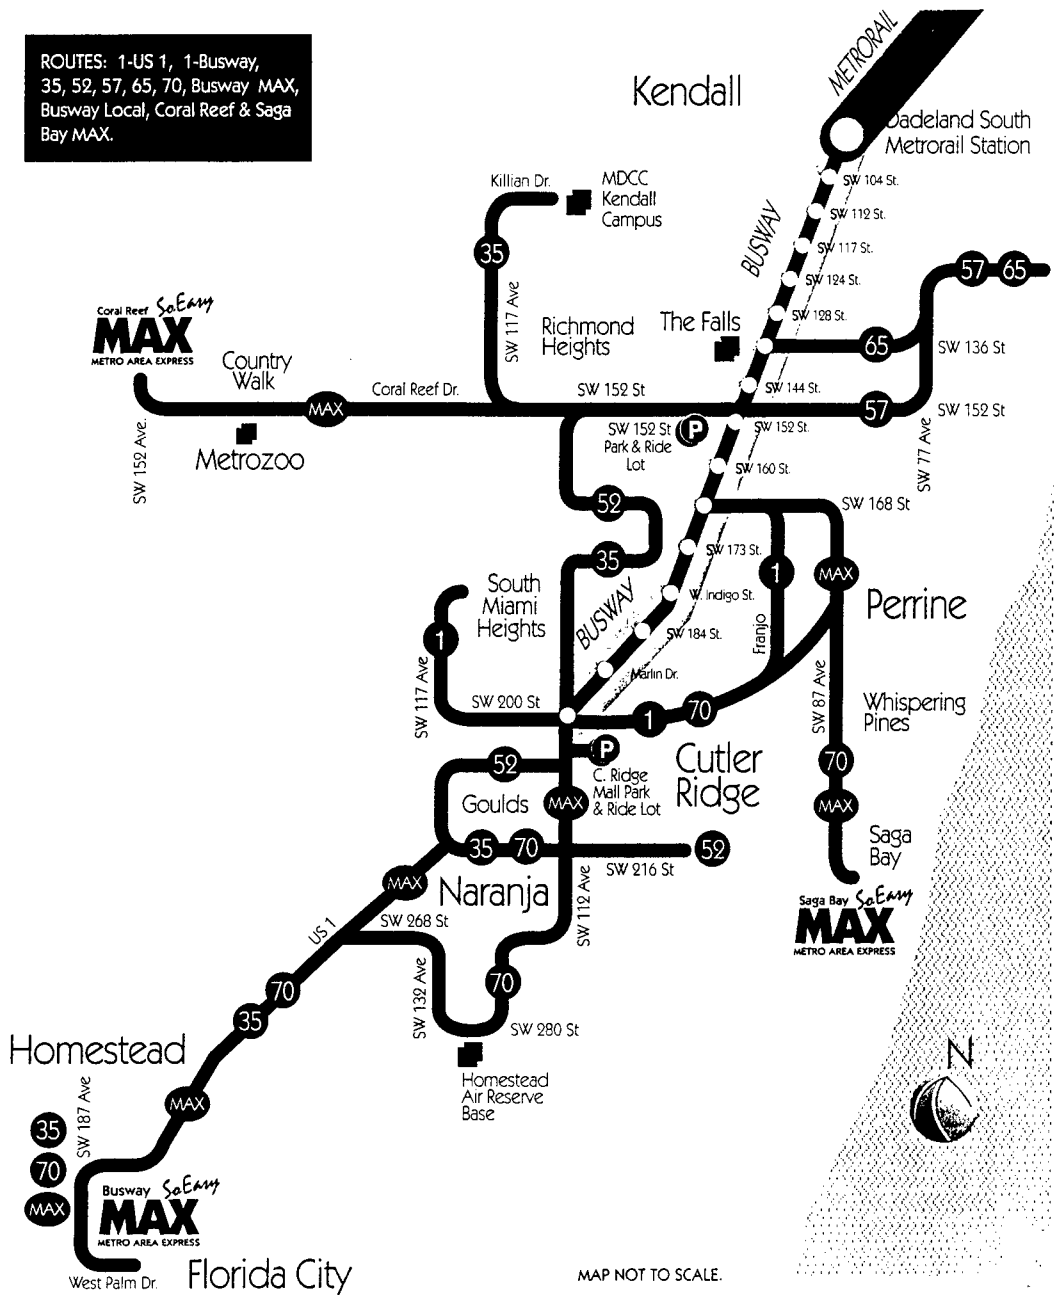 ROUTES: 1-US 1, 1-Busway,
35, 52, 57, 65, 70, Busway MAX,
Busway Local, Coral Reef & Saga
Bay MAX.
METRORAIL
Kendall
Dadeland South
Metrorail Station
SW 104 St.
Killian Dr.
MDCC
Kendall
Campus
SW 112 St.
BUSWAY
35
SW 117 St.
57
65
SW 124 St.
SW 117 Ave
Coral Reef So Easy
MAX
METRO AREA EXPRESS
Richmond
Heights
The Falls
SW 128 St.
65
SW 136 St
Country
Walk
Coral Reef Dr.
SW 152 St
SW 144 St.
MAX
57
SW 152 St
SW 152 Ave.
Metrozoo
SW 152 St
Park & Ride
Lot
P
SW 152 St.
SW 77 Ave
SW 160 St.
52
SW 168 St
SW 173 St.
35
1
MAX
South
Miami
Heights
BUSWAY
W. Indigo St.
Perrine
1
SW 184 St.
Franjo
Marlin Dr.
SW 117 Ave
SW 200 St
SW 87 Ave
Whispering
Pines
1
70
52
P
C. Ridge
Mall Park
& Ride Lot
Cutler
Ridge
70
Goulds
MAX
MAX
35
70
52
Saga
Bay
SW 216 St
MAX
Naranja
SW 112 Ave
Saga Bay So Easy
MAX
METRO AREA EXPRESS
US 1
SW 268 St
SW 132 Ave
70
70
35
SW 280 St
Homestead
Homestead
Air Reserve
Base
N
SW 187 Ave
MAX
35
70
MAX
Busway So Easy
MAX
METRO AREA EXPRESS
West Palm Dr.
Florida City
MAP NOT TO SCALE.